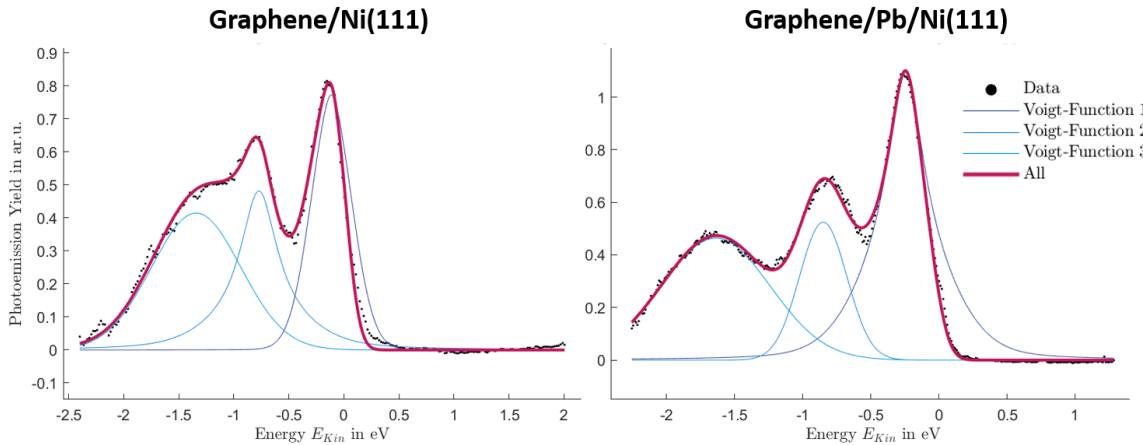 Graphene/Ni(111)
Graphene/Pb/Ni(111)
0.9
0.8
0.7
0.6
0.5
0.4
0.3
0.2
0.1
0
-0.1
Photoemission Yield in ar.u.
-2.5 -2 -1.5 -1 -0.5 0 0.5 1 1.5 2
Energy E_Kin in eV
1
0.8
0.6
0.4
0.2
0
-2 -1.5 -1 -0.5 0 0.5 1
Energy E_Kin in eV
Data
Voigt-Function 1
Voigt-Function 2
Voigt-Function 3
All